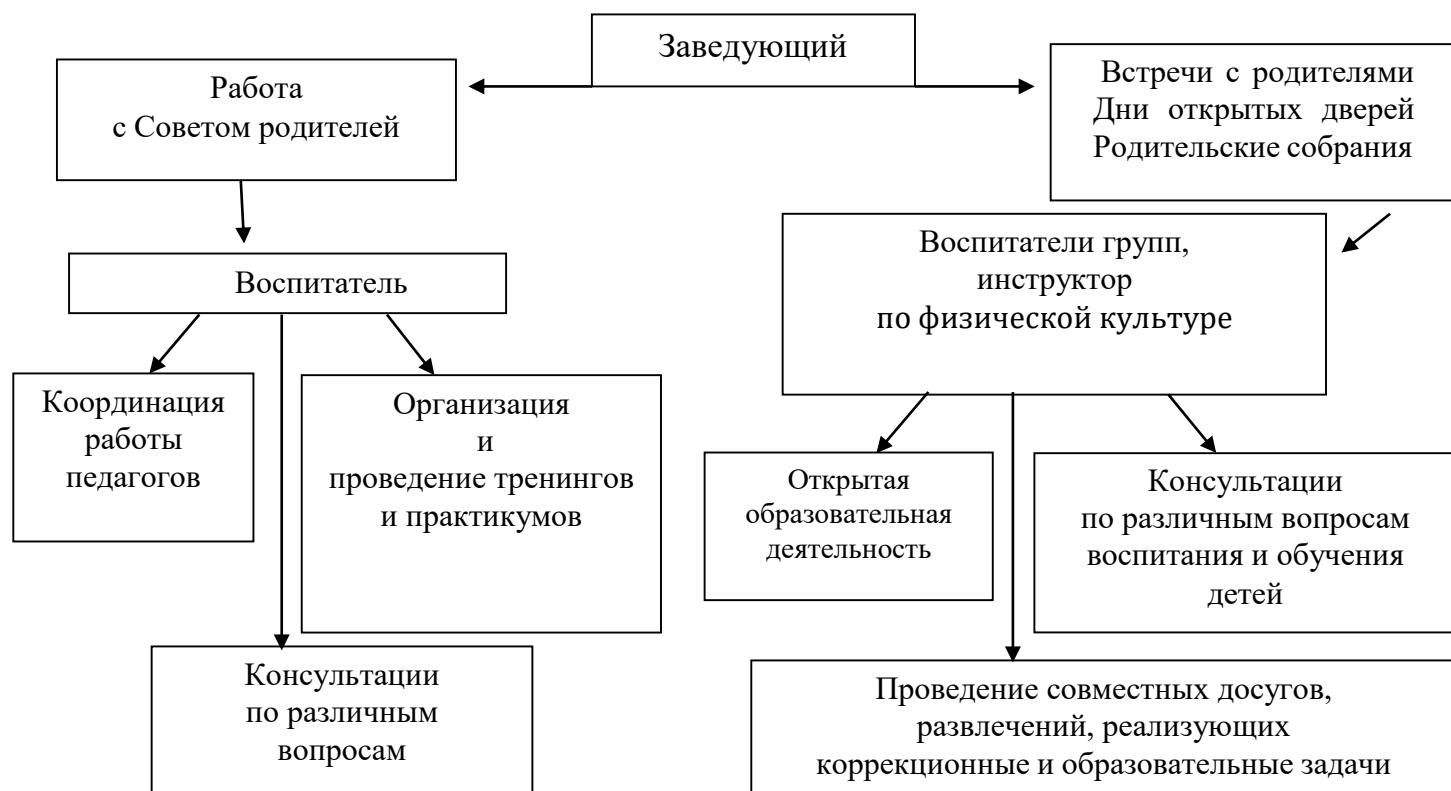 Заведующий
Работа
с Советом родителей
Встречи с родителями
Дни открытых дверей
Родительские собрания
Воспитатель
Воспитатели групп,
инструктор
по физической культуре
Координация
работы
педагогов
Организация
и
проведение тренингов
и практикумов
Открытая
образовательная
деятельность
Консультации
по различным вопросам
воспитания и обучения
детей
Консультации
по различным
вопросам
Проведение совместных досугов,
развлечений, реализующих
коррекционные и образовательные задачи